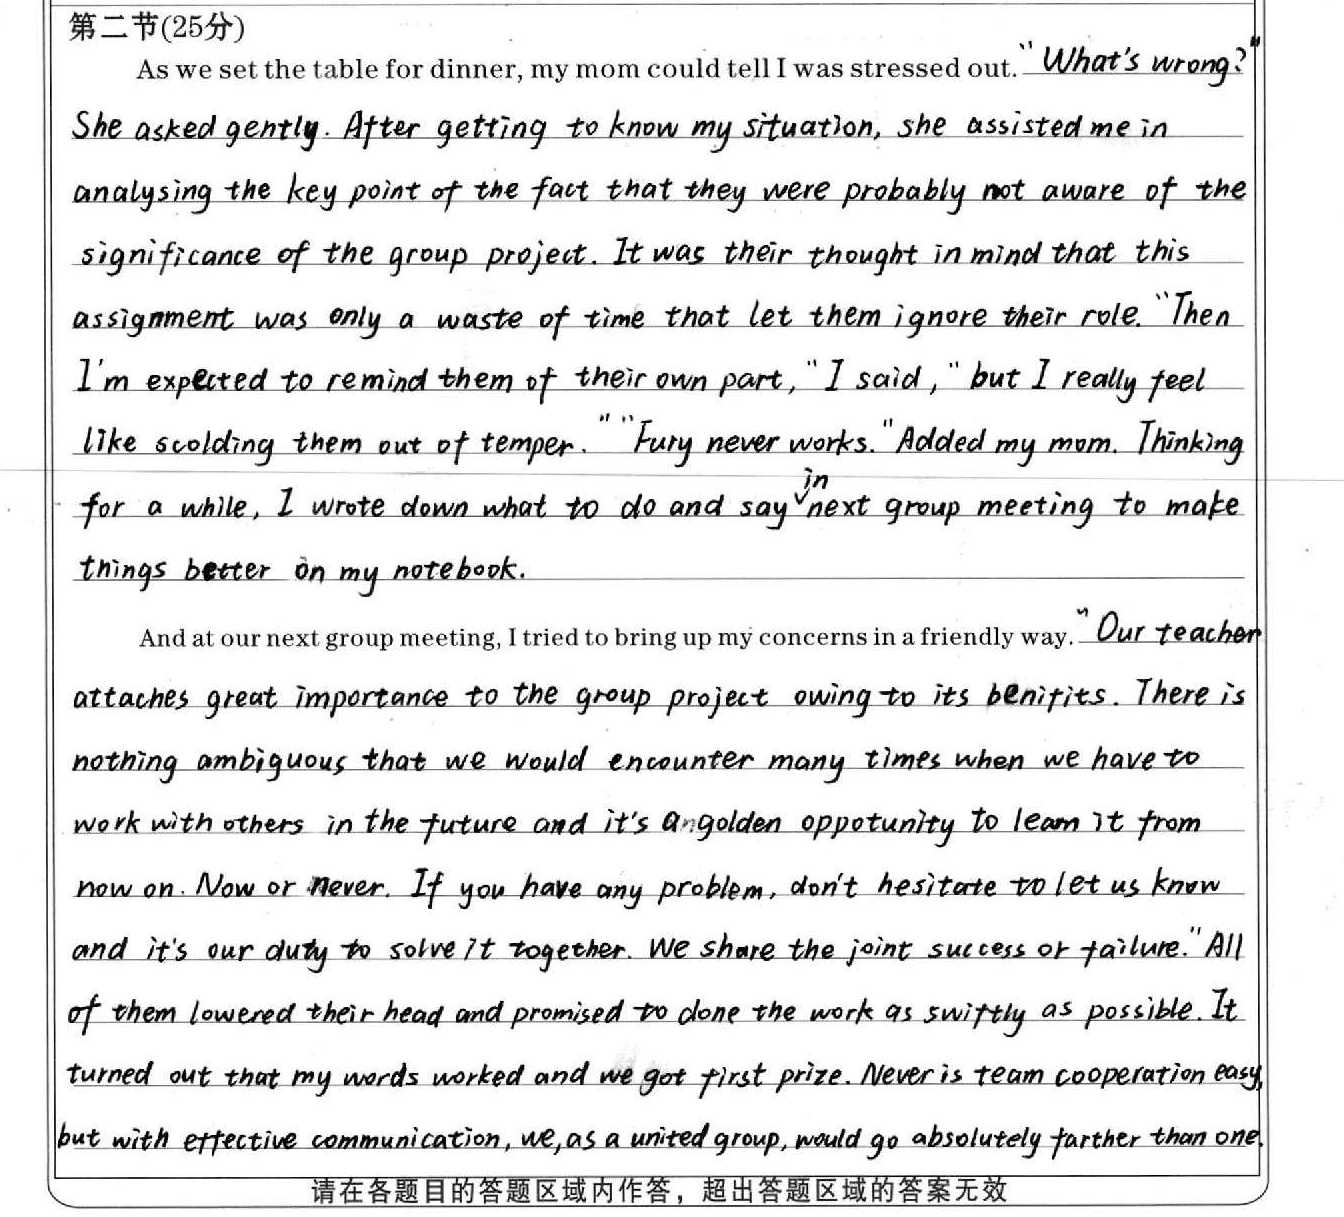 第二节(25分)
As we set the table for dinner, my mom could tell I was stressed out. "What's wrong?"
She asked gently. After getting to know my situation, she assisted me in
analysing the key point of the fact that they were probably not aware of the
significance of the group project. It was their thought in mind that this
assignment was only a waste of time that let them ignore their role. "Then
I'm expected to remind them of their own part," I said, "but I really feel
like scolding them out of temper." "Fury never works." Added my mom. Thinking
for a while, I wrote down what to do and say in next group meeting to make
things better on my notebook.
And at our next group meeting, I tried to bring up my concerns in a friendly way. "Our teacher
attaches great importance to the group project owing to its benifits. There is
nothing ambiguous that we would encounter many times when we have to
work with others in the future and it's a golden oppotunity to learn it from
now on. Now or never. If you have any problem, don't hesitate to let us know
and it's our duty to solve it together. We share the joint success or failure." All
of them lowered their head and promised to done the work as swiftly as possible. It
turned out that my words worked and we got first prize. Never is team cooperation easy,
but with effective communication, we, as a united group, would go absolutely farther than one.
请在各题目的答题区域内作答，超出答题区域的答案无效